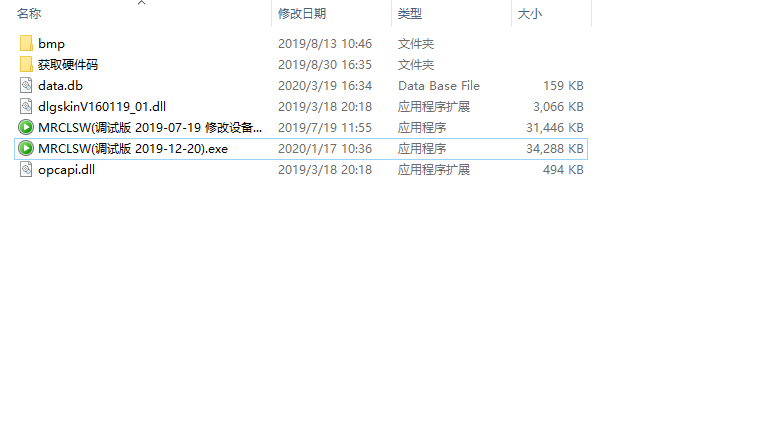 名称 修改日期 类型 大小
bmp 2019/8/13 10:46 文件夹
获取硬件码 2019/8/30 16:35 文件夹
data.db 2020/3/19 16:34 Data Base File 159 KB
dlgskinV160119_01.dll 2019/3/18 20:18 应用程序扩展 3,066 KB
MRCLSW(调试版 2019-07-19 修改设备... 2019/7/19 11:55 应用程序 31,446 KB
MRCLSW(调试版 2019-12-20).exe 2020/1/17 10:36 应用程序 34,288 KB
opcapi.dll 2019/3/18 20:18 应用程序扩展 494 KB